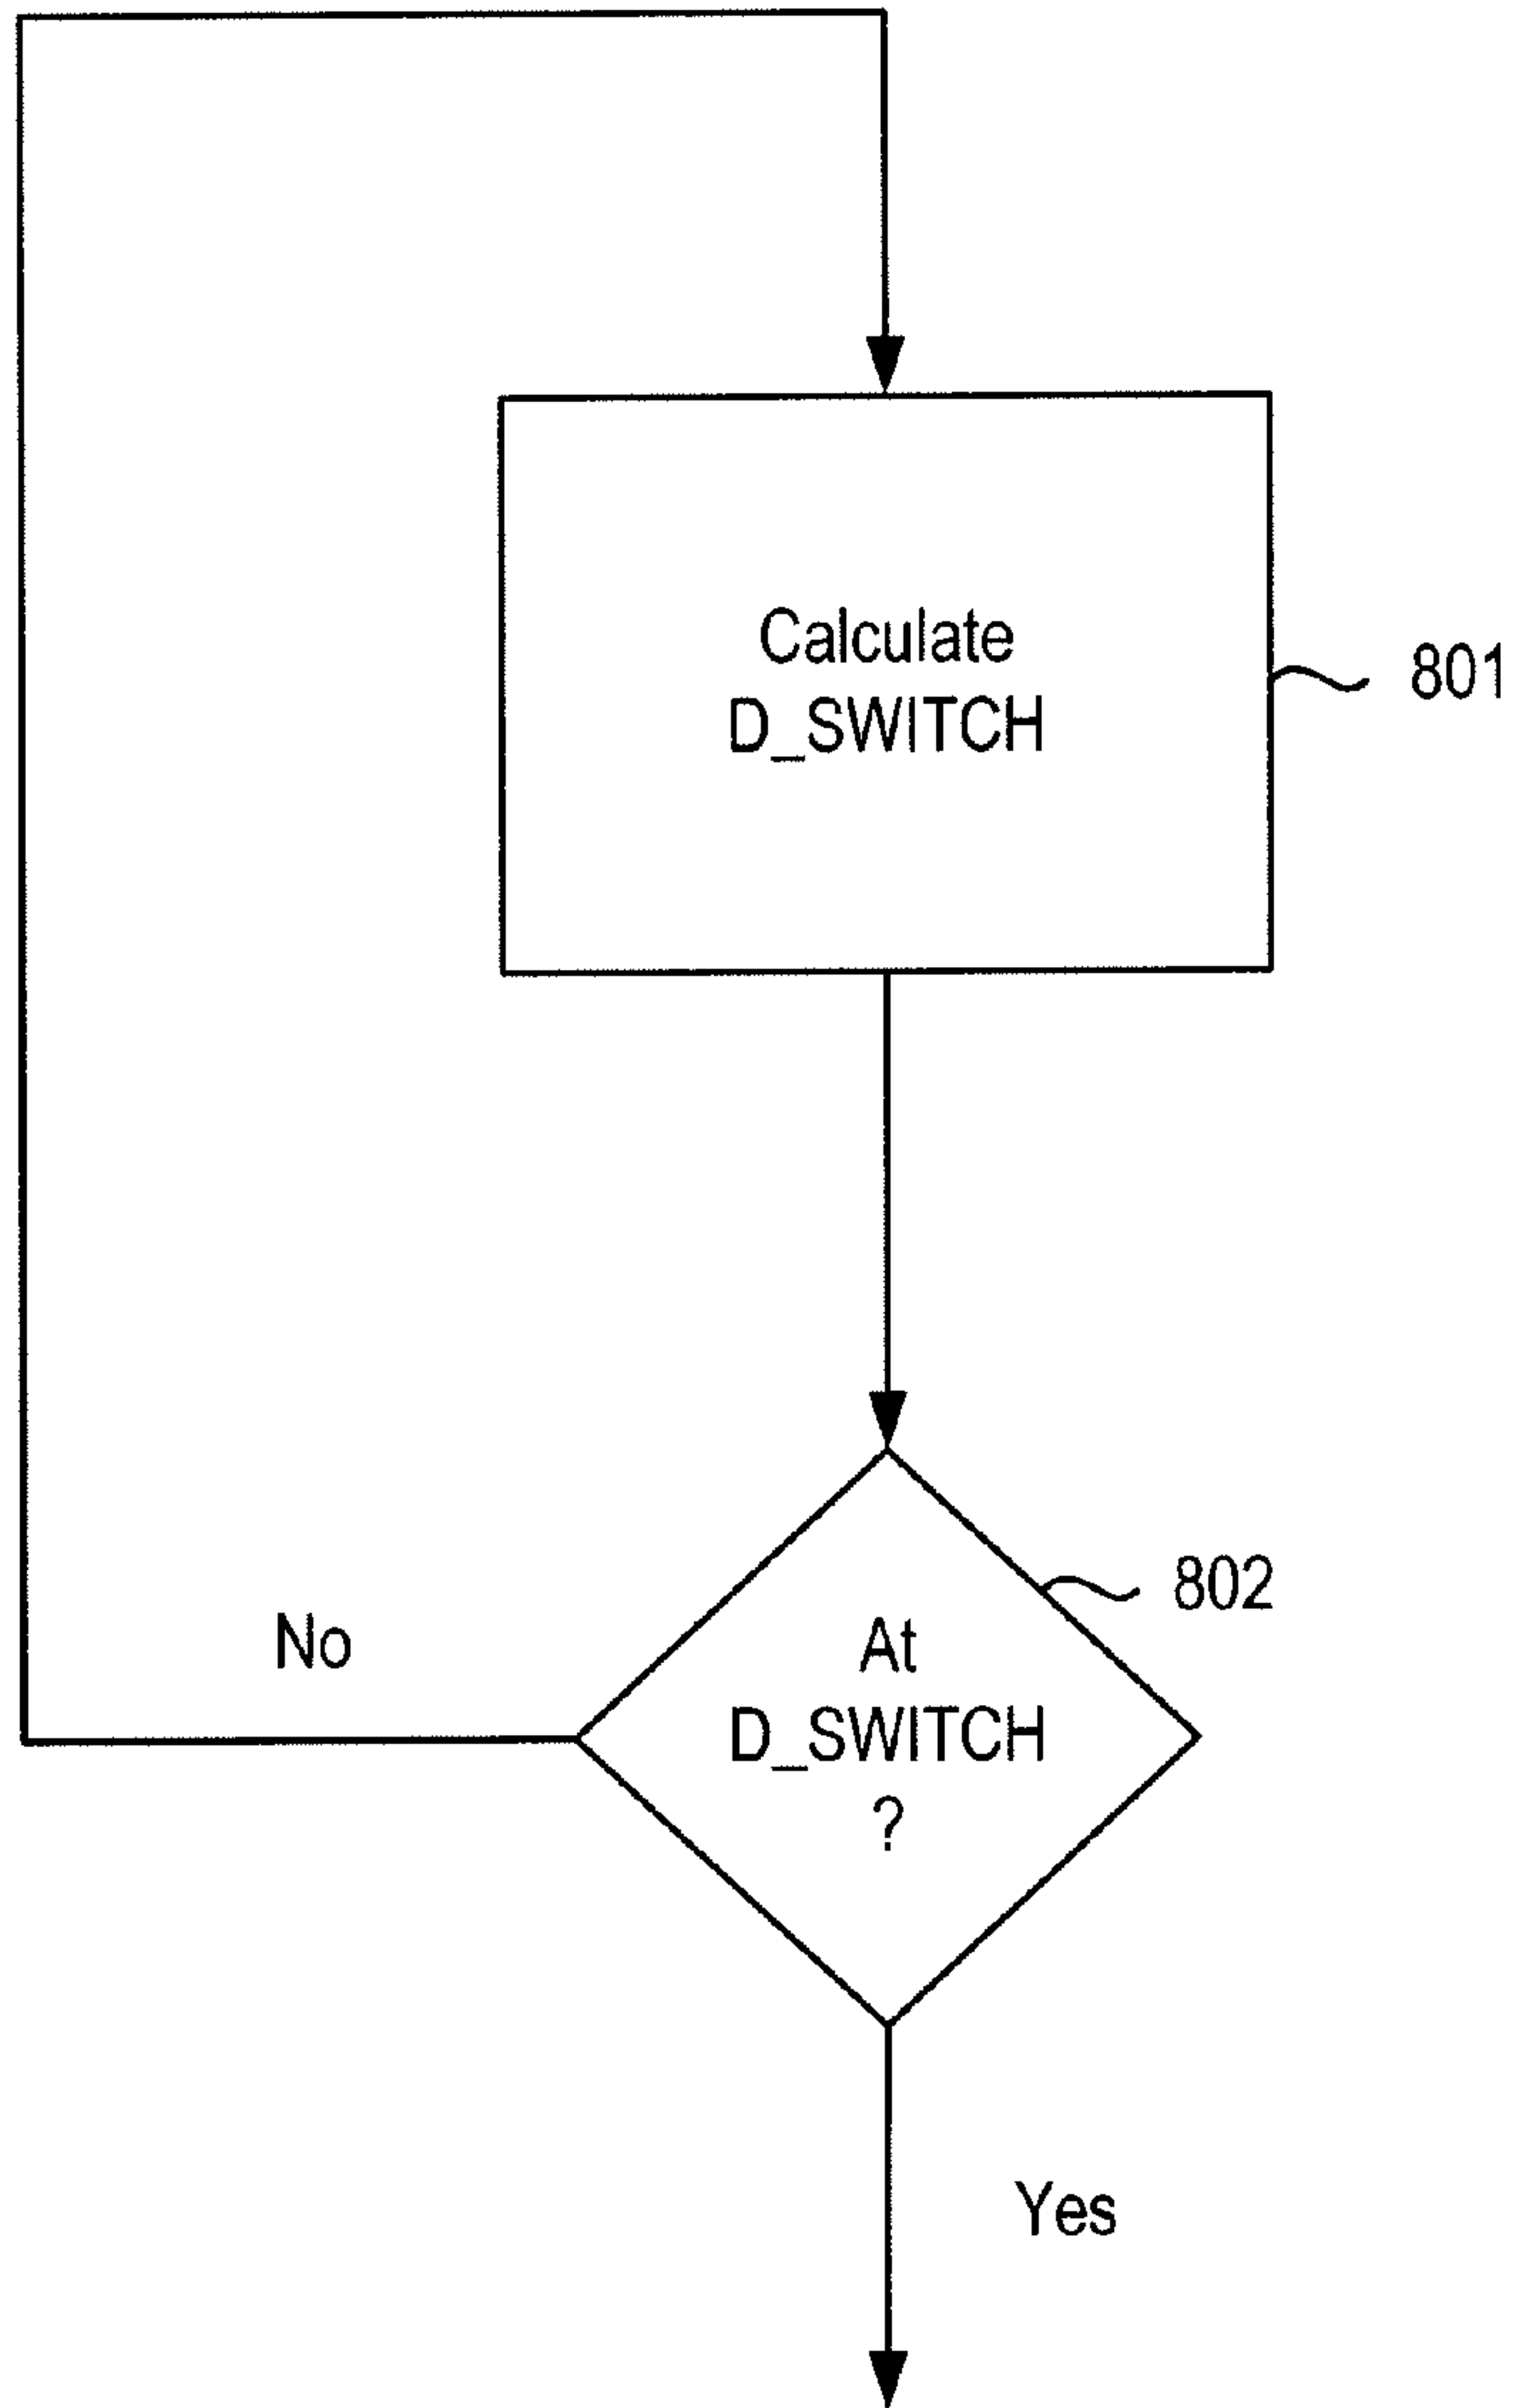 Calculate
D_SWITCH
801
802
At
D_SWITCH
?
No
Yes